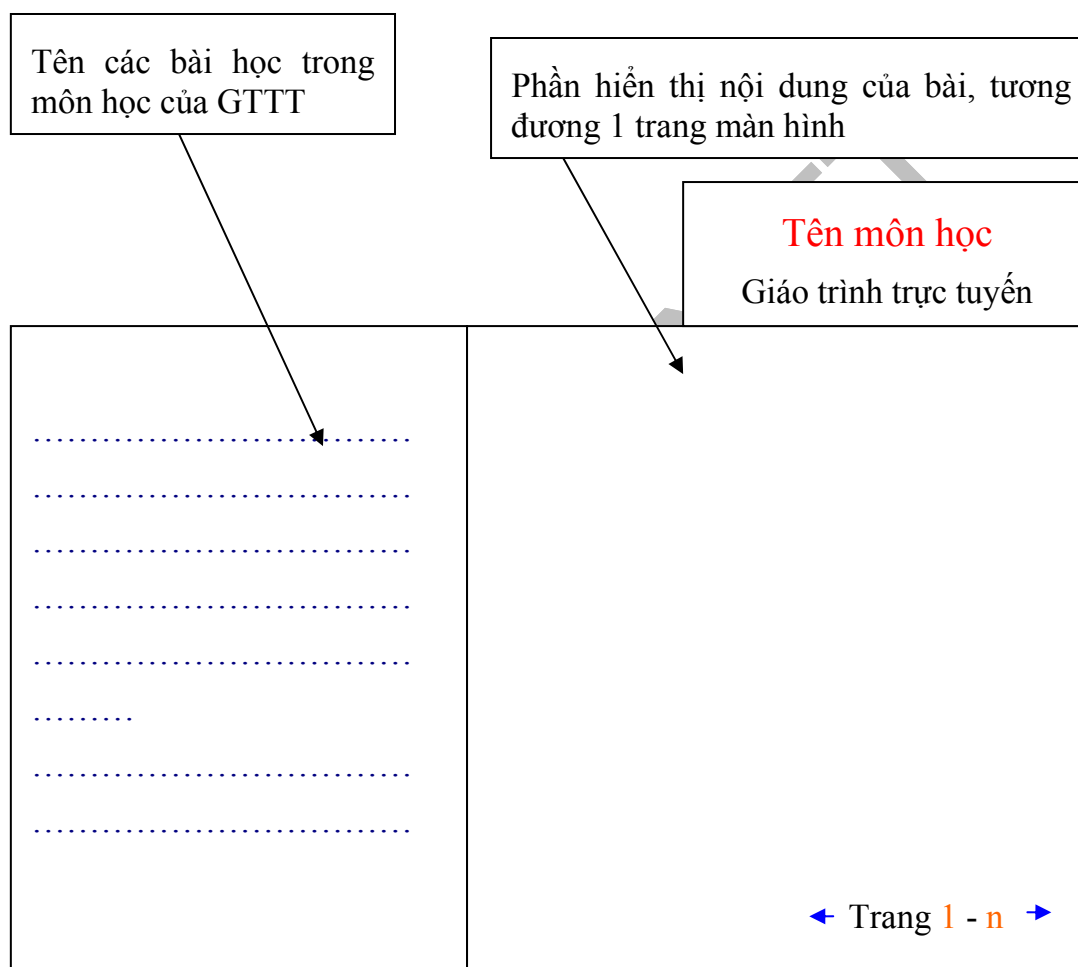 Tên các bài học trong
môn học của GTTT
Phần hiển thị nội dung của bài, tương
đương 1 trang màn hình
Tên môn học
Giáo trình trực tuyến
.................................
.................................
.................................
.................................
.................................
.........
.................................
.................................
Trang 1 - n